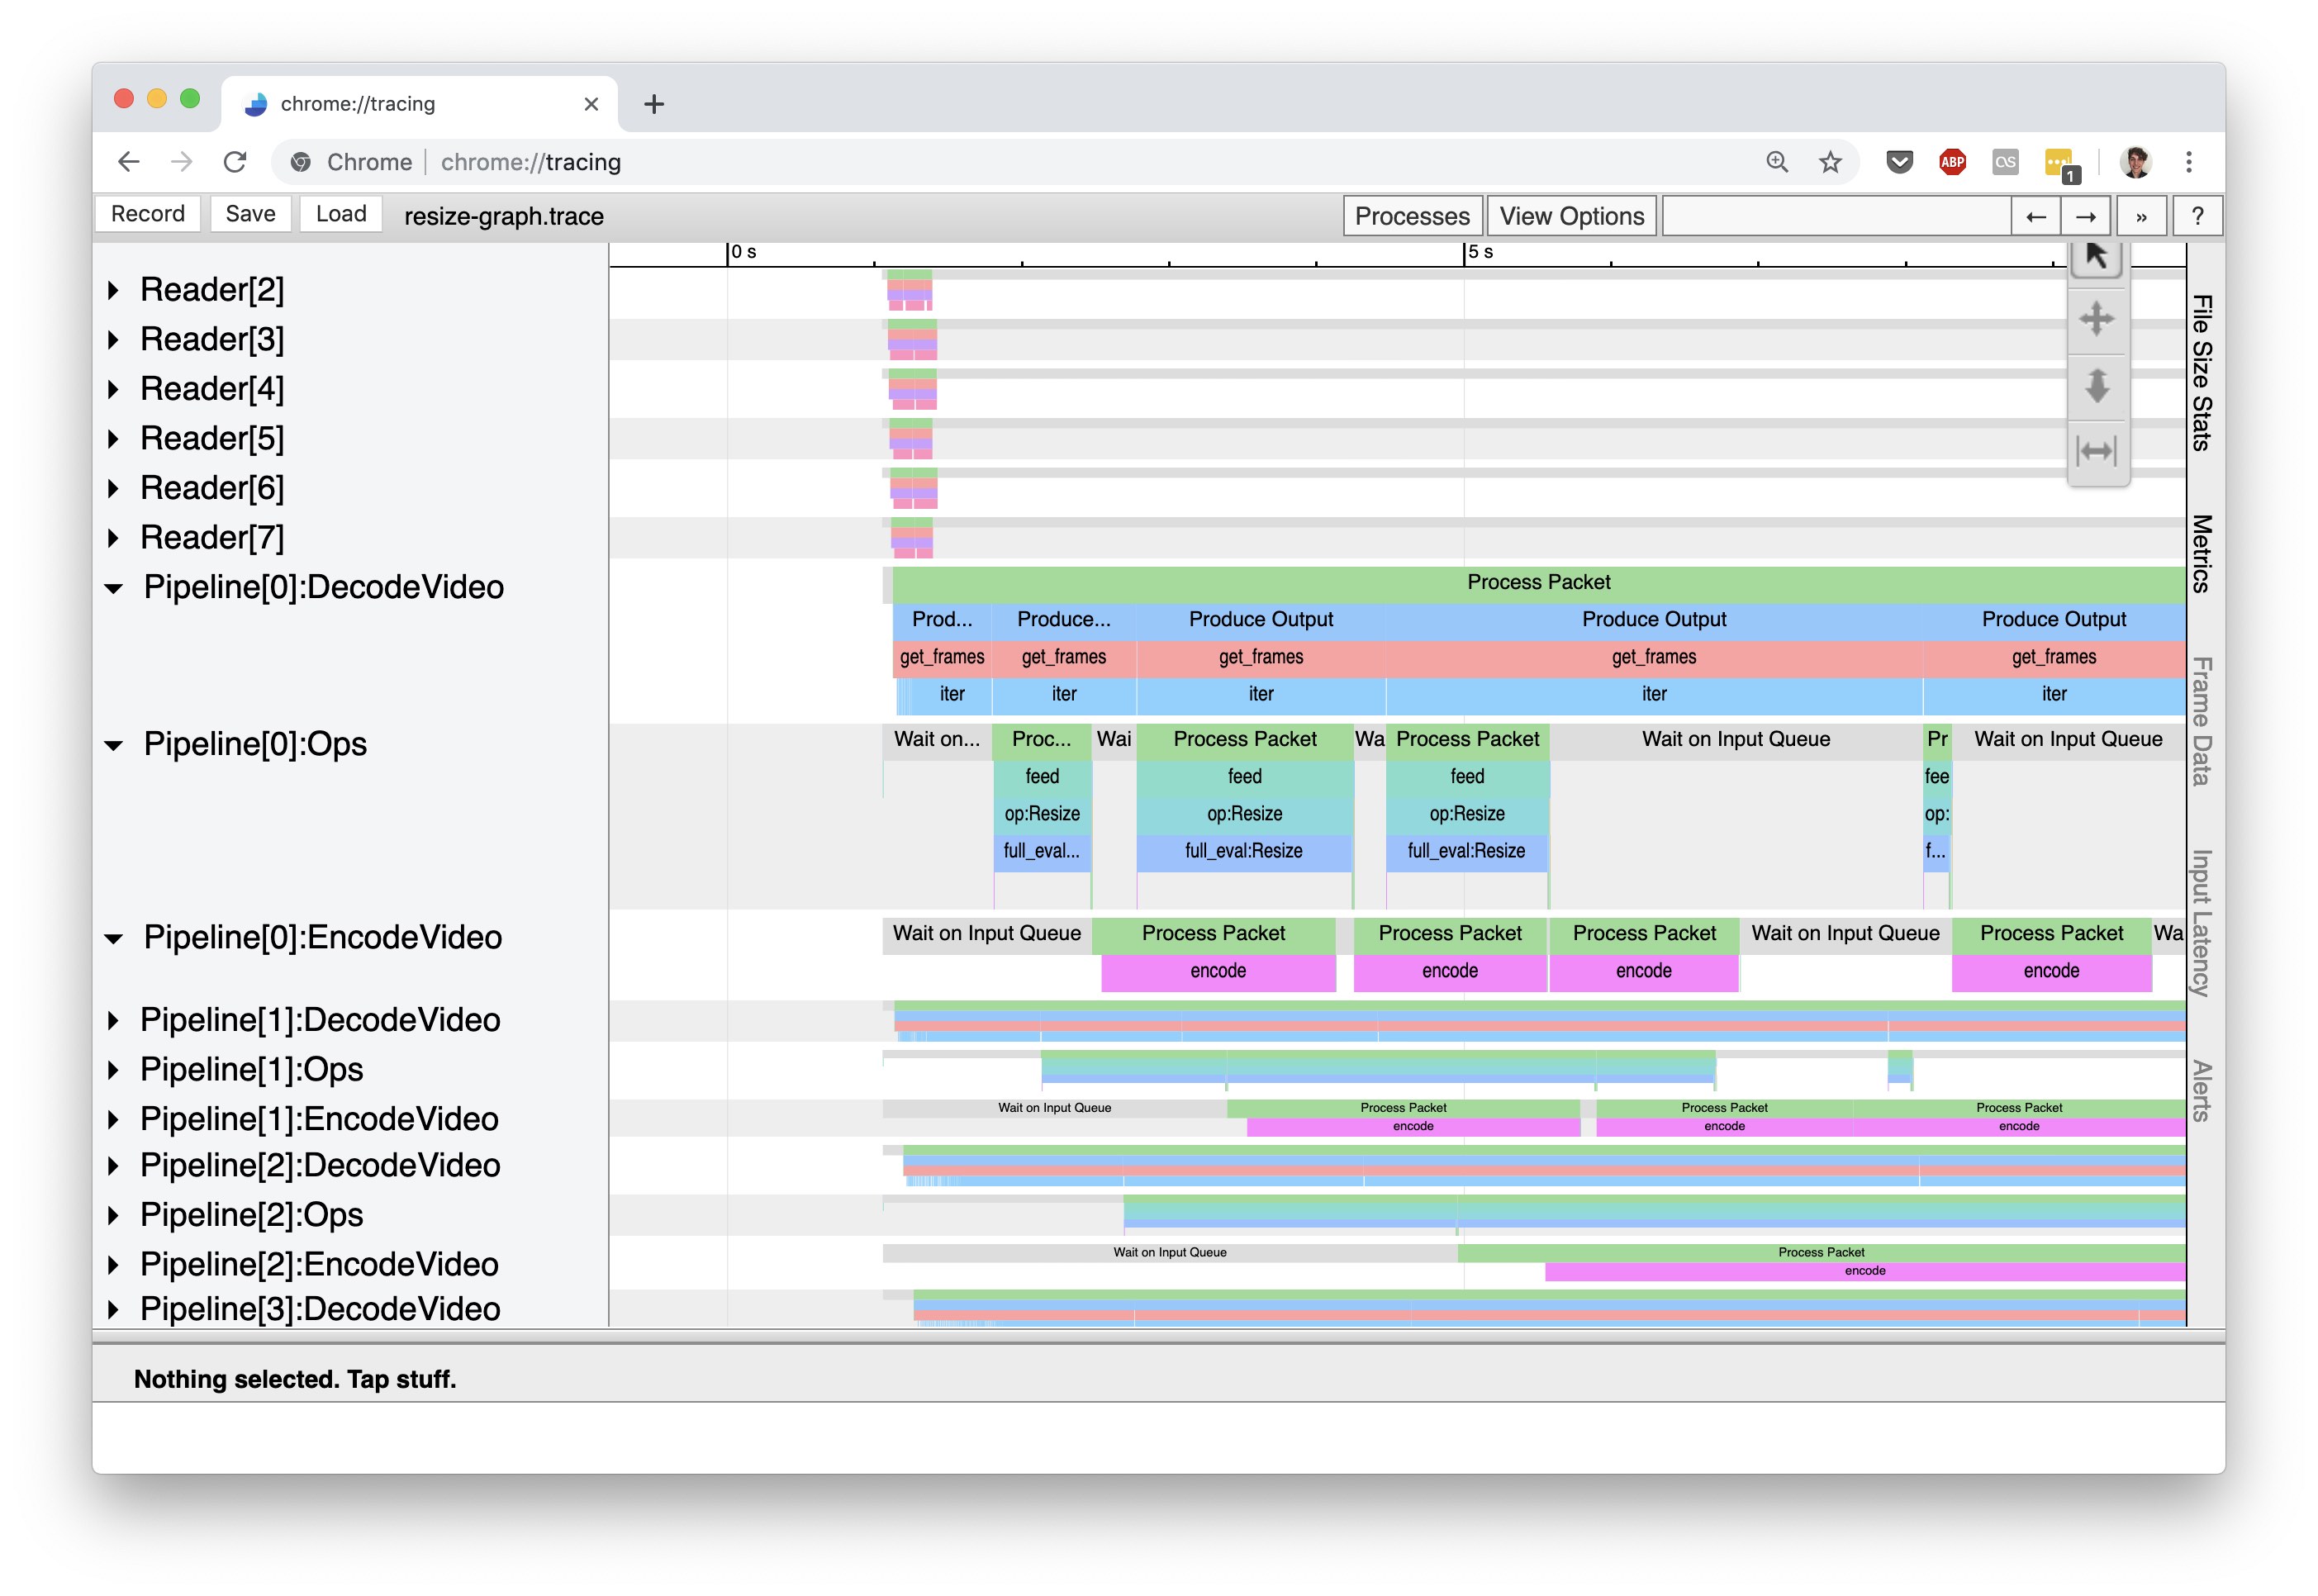 chrome://tracing
Chrome chrome://tracing
ABP
1
Record Save Load resize-graph.trace Processes View Options ← → » ?
0 s 5 s
Reader[2]
Reader[3]
Reader[4]
Reader[5]
Reader[6]
Reader[7]
Pipeline[0]:DecodeVideo
Process Packet
Prod... Produce... Produce Output Produce Output Produce Output
get_frames get_frames get_frames get_frames get_frames
iter iter iter iter iter
Pipeline[0]:Ops
Wait on... Proc... Wai Process Packet Wa Process Packet Wait on Input Queue Pr Wait on Input Queue
feed feed feed fee
op:Resize op:Resize op:Resize op:
full_eval... full_eval:Resize full_eval:Resize f...
Pipeline[0]:EncodeVideo
Wait on Input Queue Process Packet Process Packet Process Packet Wait on Input Queue Process Packet Wa
encode encode encode encode
Pipeline[1]:DecodeVideo
Pipeline[1]:Ops
Pipeline[1]:EncodeVideo
Wait on Input Queue Process Packet Process Packet Process Packet
encode encode encode
Pipeline[2]:DecodeVideo
Pipeline[2]:Ops
Pipeline[2]:EncodeVideo
Wait on Input Queue Process Packet
encode
Pipeline[3]:DecodeVideo
File Size Stats
Metrics
Frame Data
Input Latency
Alerts
Nothing selected. Tap stuff.